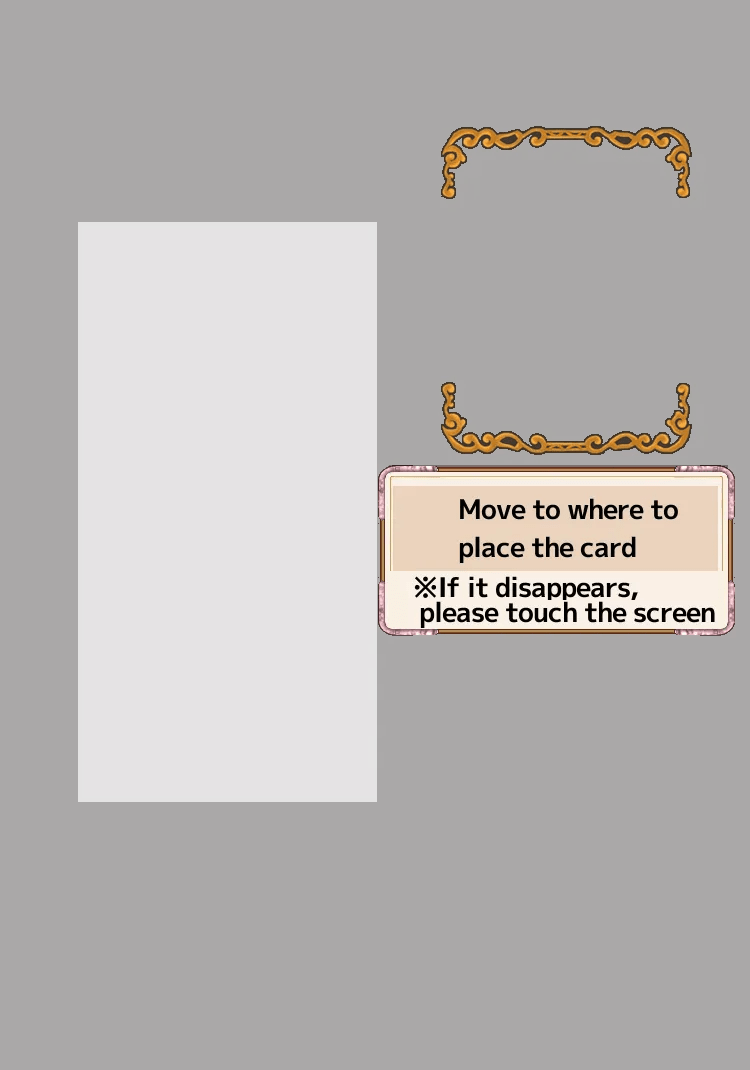 Move to where to
place the card
※If it disappears,
please touch the screen